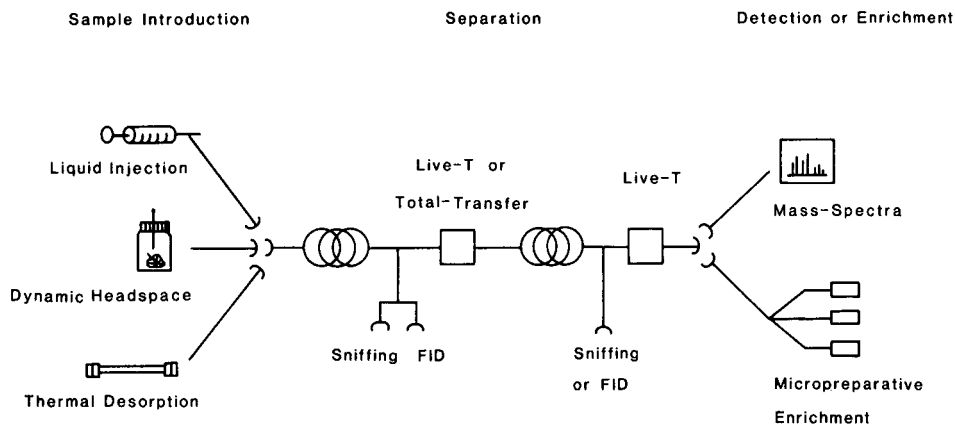 Sample Introduction
Separation
Detection or Enrichment
Liquid Injection
Live-T or
Total-Transfer
Live-T
Mass-Spectra
Dynamic Headspace
Sniffing FID
Sniffing
or FID
Thermal Desorption
Micropreparative
Enrichment